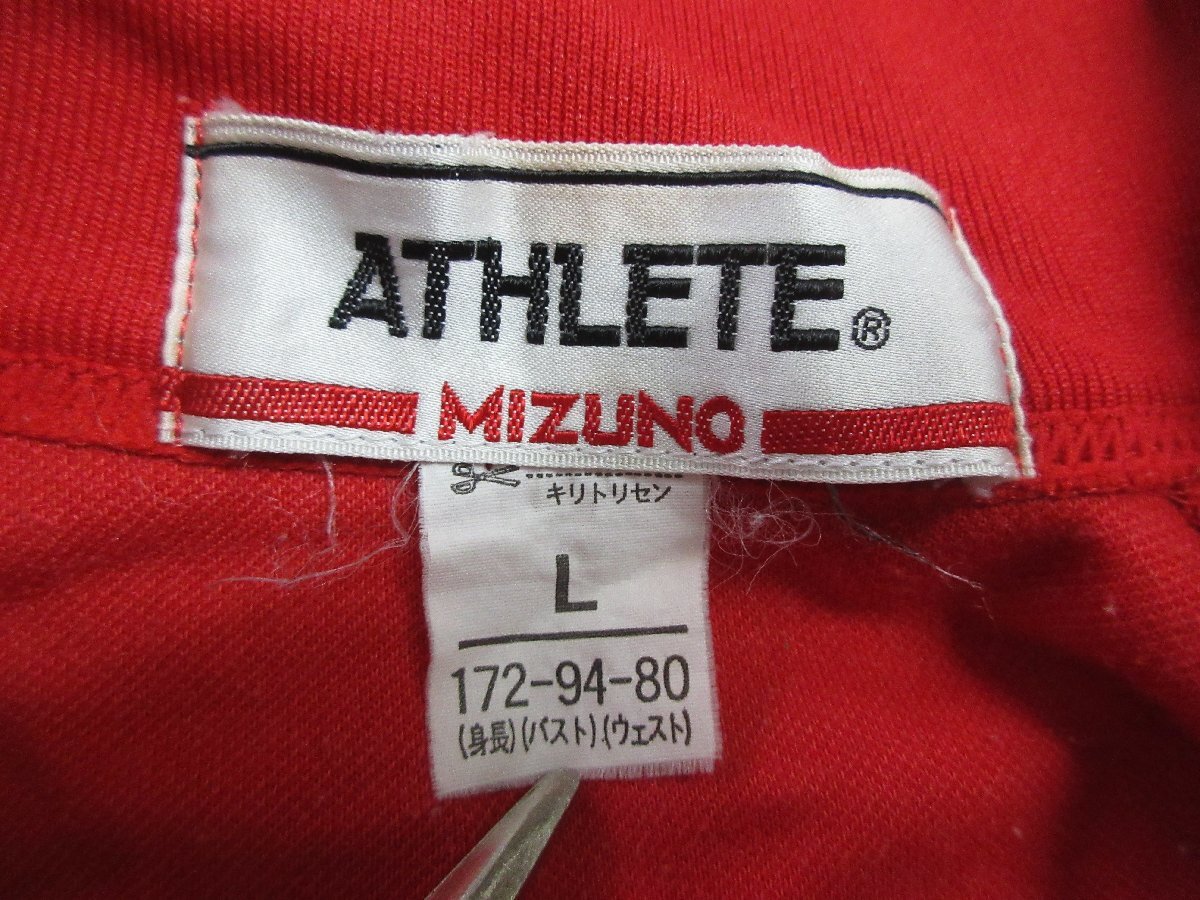 ATHLETE®
MIZUNO
キリトリセン
L
172-94-80
(身長)(バスト)(ウェスト)